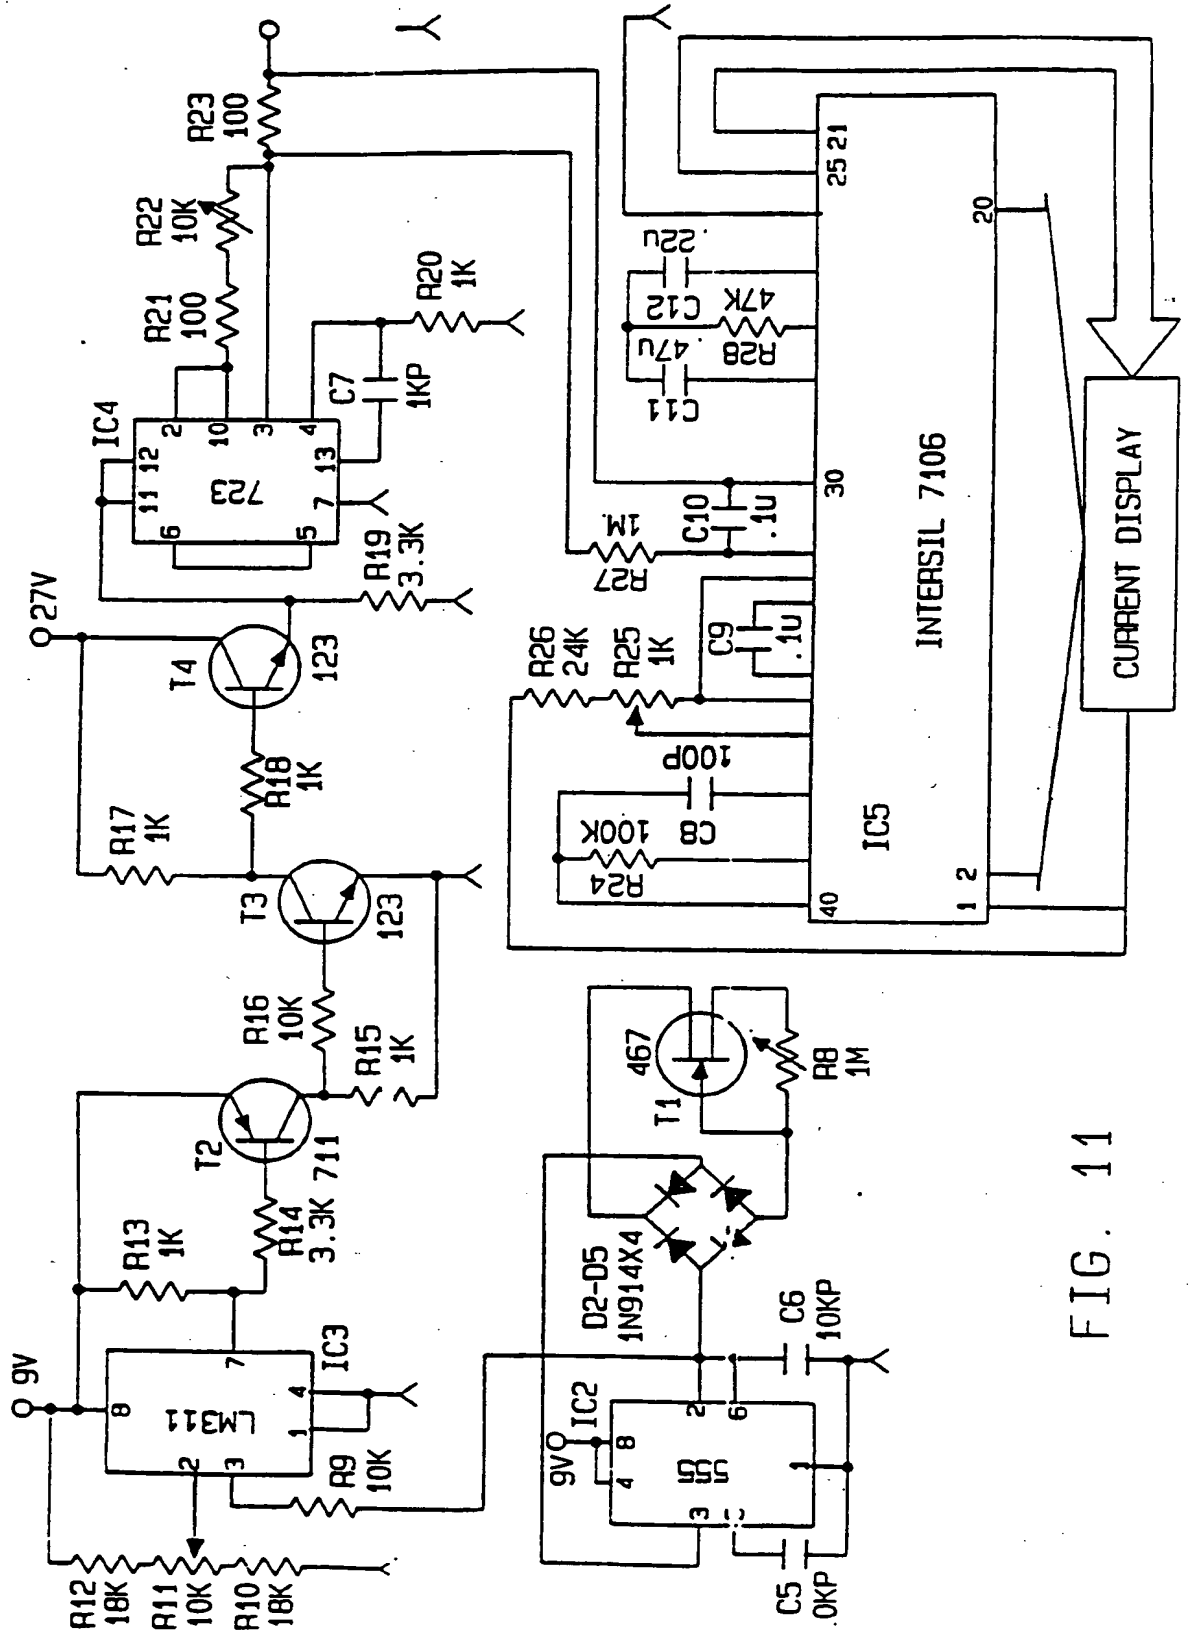 9V
R12
18K
R11
10K
R10
18K
8
2
3
LM311
7
1
4
IC3
R9
10K
R13
1K
R14
3.3K
T2
711
R16
10K
R15
1K
T3
123
R17
1K
R18
1K
T4
123
27V
R19
3.3K
IC4
11
12
6
5
723
7
13
2
10
3
4
C7
1KP
R20
1K
R21
100
R22
10K
R23
100
9V
IC2
4
8
555
3
2
6
1
C5
.0KP
C6
10KP
D2-D5
1N914X4
T1
467
R8
1M
R24
100K
C8
100P
R26
24K
R25
1K
C9
.1U
R27
1M
C10
.1U
C11
.47U
R28
47K
C12
.22U
40
30
25
21
IC5
INTERSIL 7106
1
2
20
CURRENT DISPLAY
FIG. 11